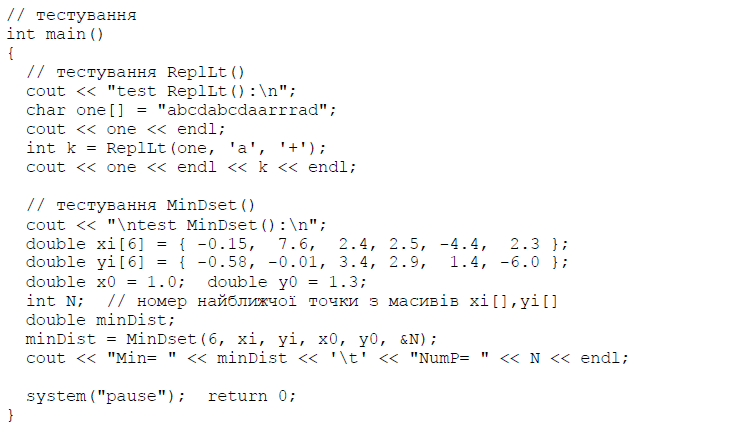 // тестування
int main()
{
  // тестування ReplLt()
  cout << "test ReplLt():\n";
  char one[] = "abcdabcdaarrrad";
  cout << one << endl;
  int k = ReplLt(one, 'a', '+');
  cout << one << endl << k << endl;

  // тестування MinDset()
  cout << "\ntest MinDset():\n";
  double xi[6] = { -0.15,  7.6,  2.4, 2.5, -4.4,  2.3 };
  double yi[6] = { -0.58, -0.01, 3.4, 2.9,  1.4, -6.0 };
  double x0 = 1.0;  double y0 = 1.3;
  int N;  // номер найближчої точки з масивів xi[],yi[]
  double minDist;
  minDist = MinDset(6, xi, yi, x0, y0, &N);
  cout << "Min= " << minDist << '\t' << "NumP= " << N << endl;

  system("pause");  return 0;
}